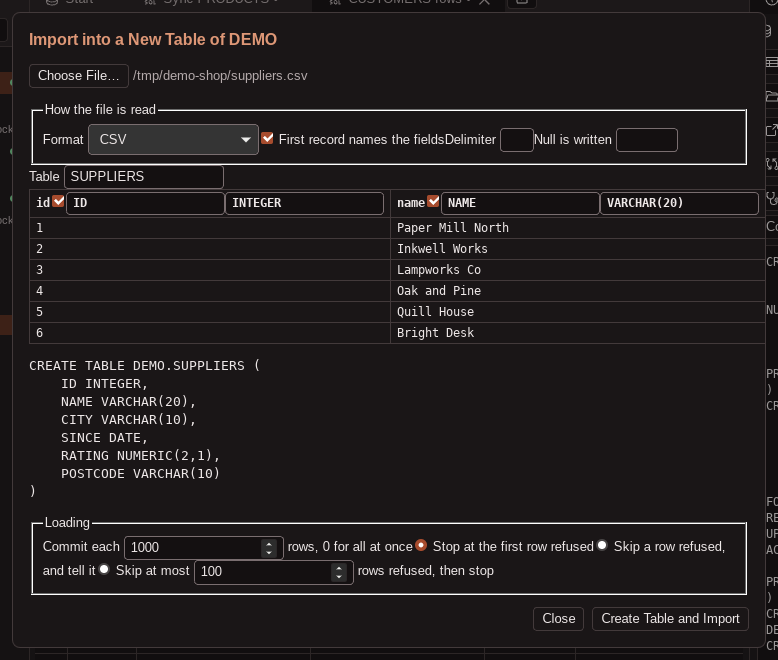 Import into a New Table of DEMO
Choose File... /tmp/demo-shop/suppliers.csv
How the file is read
Format CSV First record names the fields Delimiter Null is written
Table SUPPLIERS
id ID INTEGER name NAME VARCHAR(20)
1 Paper Mill North
2 Inkwell Works
3 Lampworks Co
4 Oak and Pine
5 Quill House
6 Bright Desk
CREATE TABLE DEMO.SUPPLIERS (
    ID INTEGER,
    NAME VARCHAR(20),
    CITY VARCHAR(10),
    SINCE DATE,
    RATING NUMERIC(2,1),
    POSTCODE VARCHAR(10)
)
Loading
Commit each 1000 rows, 0 for all at once Stop at the first row refused Skip a row refused,
and tell it Skip at most 100 rows refused, then stop
Close Create Table and Import